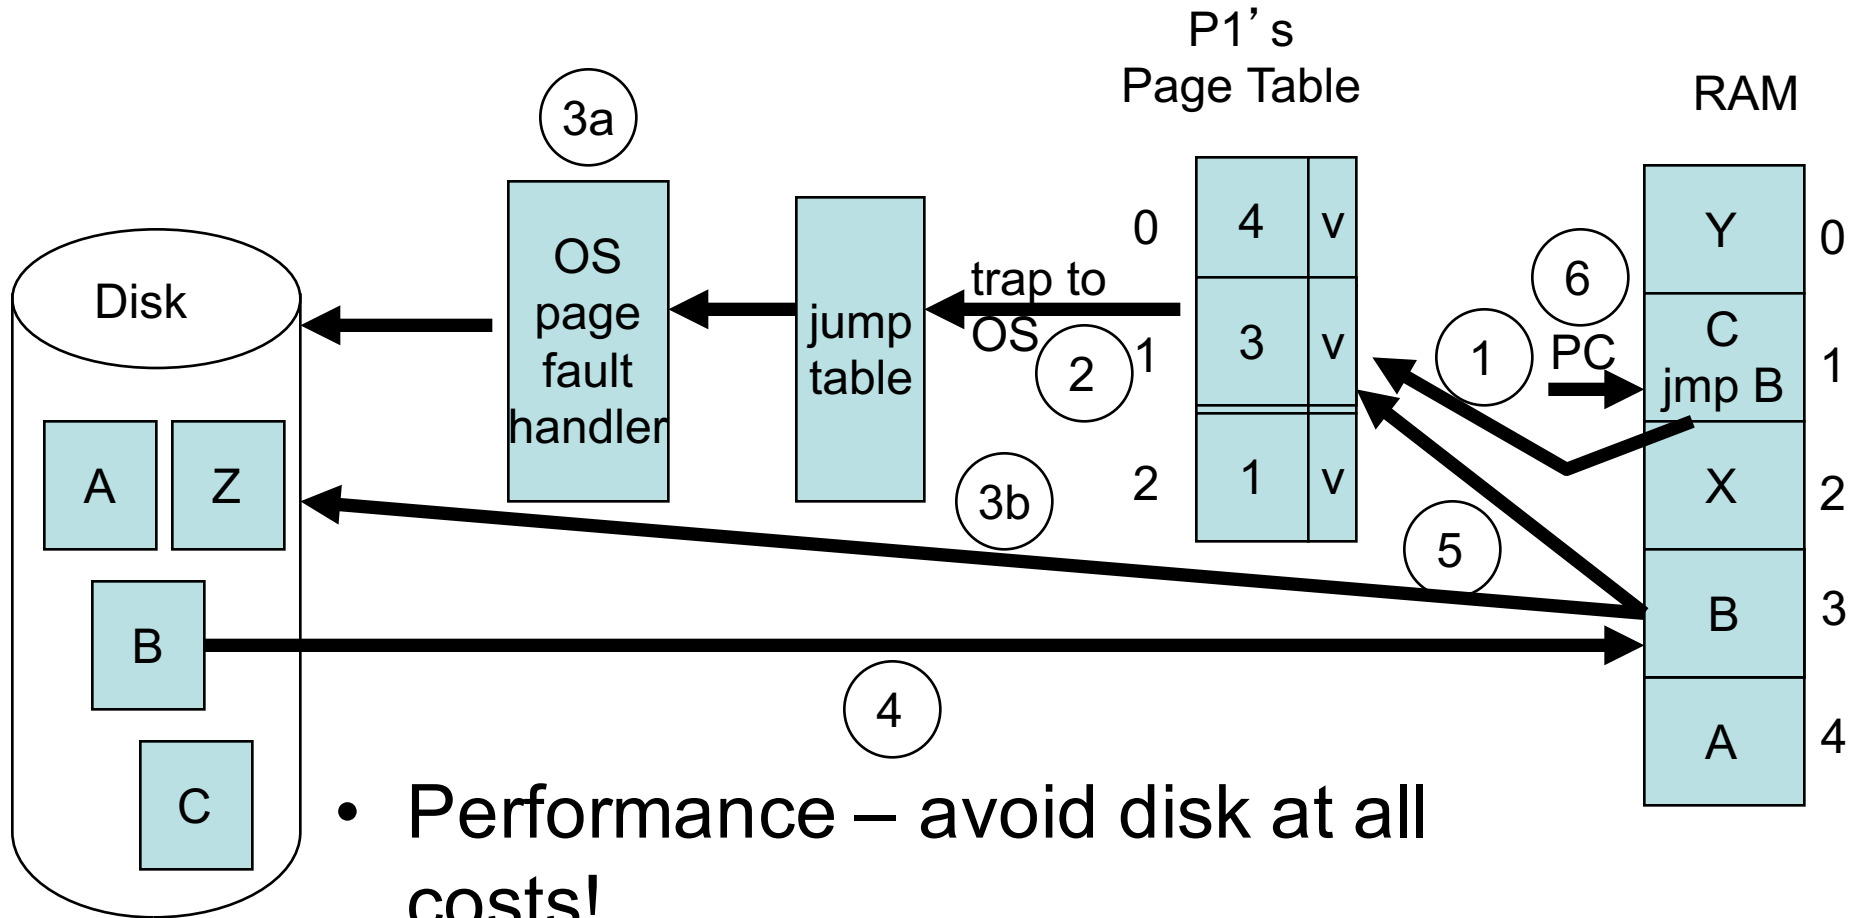 P1's
Page Table
RAM
3a
Disk
OS
page
fault
handler
jump
table
trap to
OS
2
0
1
2
4 v
3 v
1 v
1
6
PC
Y
0
C
jmp B
1
X
2
B
3
A
4
A
Z
B
C
3b
5
4
• Performance – avoid disk at all
costs!